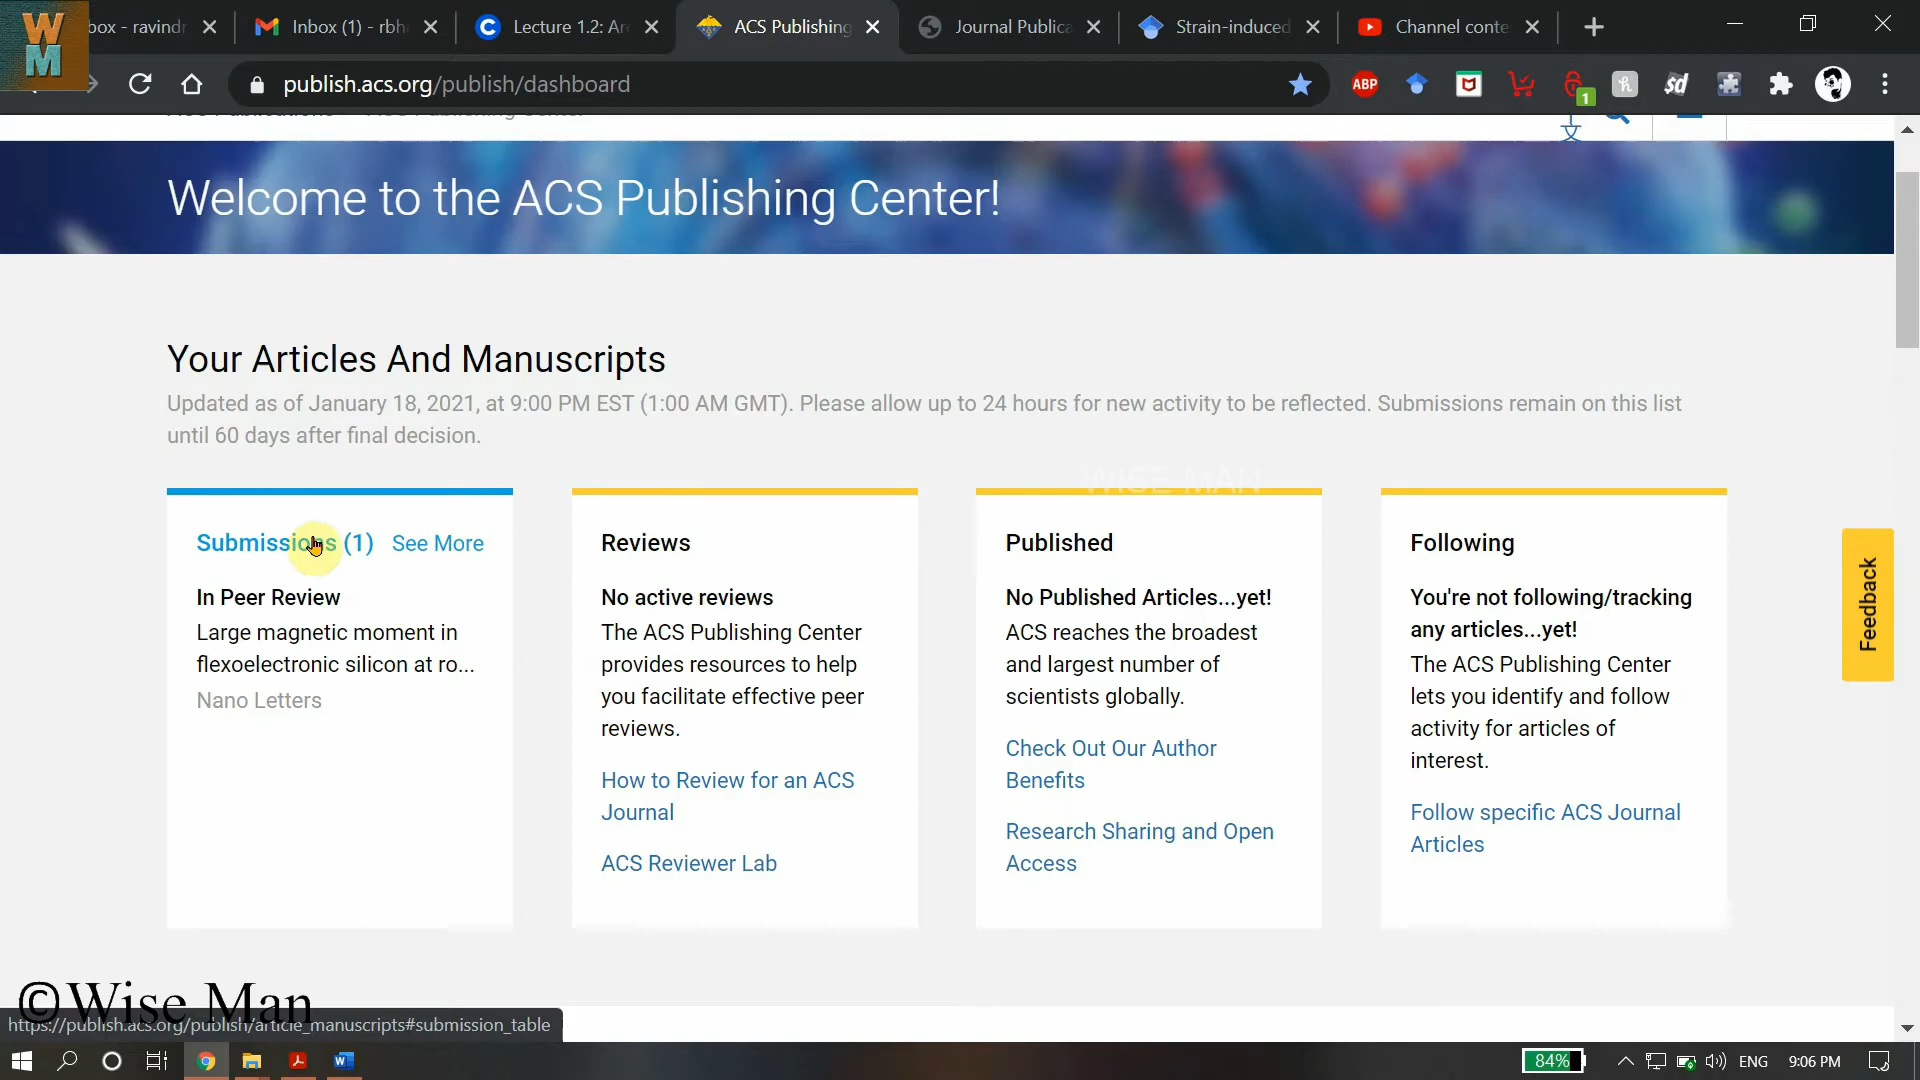 WM
box - ravindr
Inbox (1) - rbh
Lecture 1.2: Ar
ACS Publishing
Journal Publica
Strain-induced
Channel conte
publish.acs.org/publish/dashboard
ABP
1
Welcome to the ACS Publishing Center!
Your Articles And Manuscripts
Updated as of January 18, 2021, at 9:00 PM EST (1:00 AM GMT). Please allow up to 24 hours for new activity to be reflected. Submissions remain on this list
until 60 days after final decision.
WISE MAN
Submissions (1) See More
In Peer Review
Large magnetic moment in
flexoelectronic silicon at ro...
Nano Letters
Reviews
No active reviews
The ACS Publishing Center
provides resources to help
you facilitate effective peer
reviews.
How to Review for an ACS
Journal
ACS Reviewer Lab
Published
No Published Articles...yet!
ACS reaches the broadest
and largest number of
scientists globally.
Check Out Our Author
Benefits
Research Sharing and Open
Access
Following
You're not following/tracking
any articles...yet!
The ACS Publishing Center
lets you identify and follow
activity for articles of
interest.
Follow specific ACS Journal
Articles
Feedback
©Wise Man
https://publish.acs.org/publish/article_manuscripts#submission_table
84%
ENG
9:06 PM